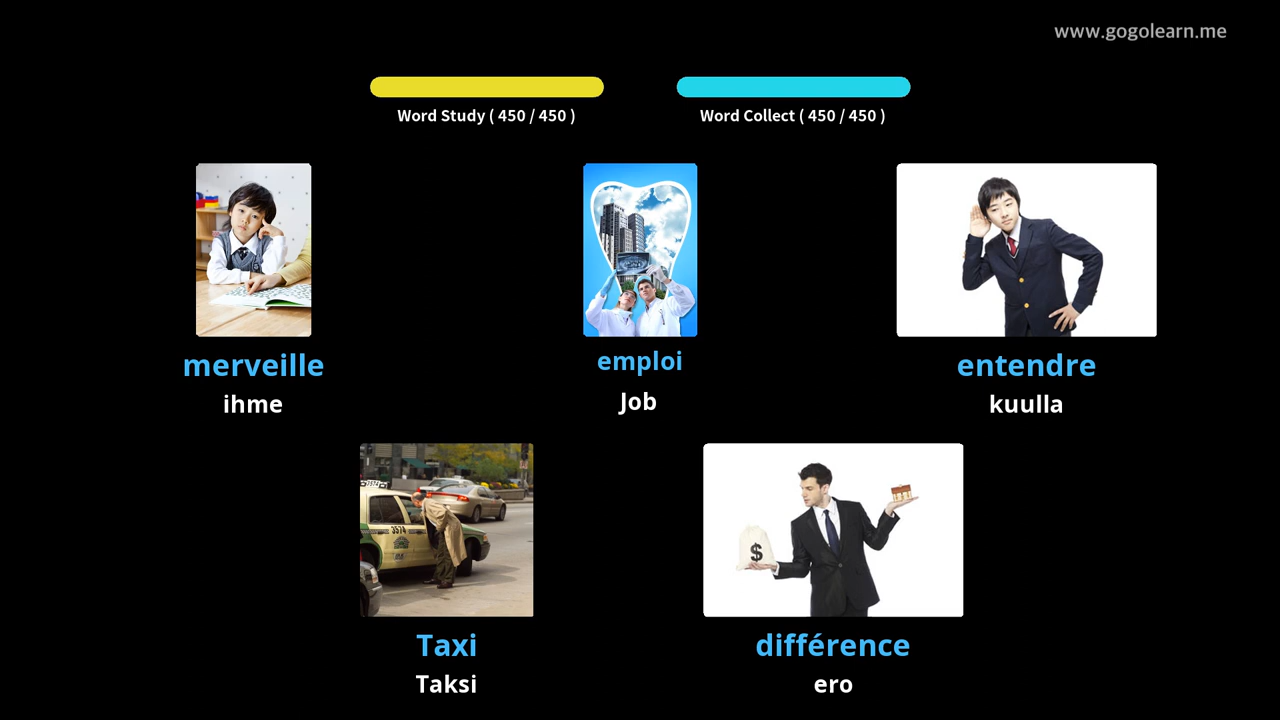 www.gogolearn.me
Word Study ( 450 / 450 )
Word Collect ( 450 / 450 )
merveille
ihme
emploi
Job
entendre
kuulla
3574
$
Taxi
Taksi
différence
ero